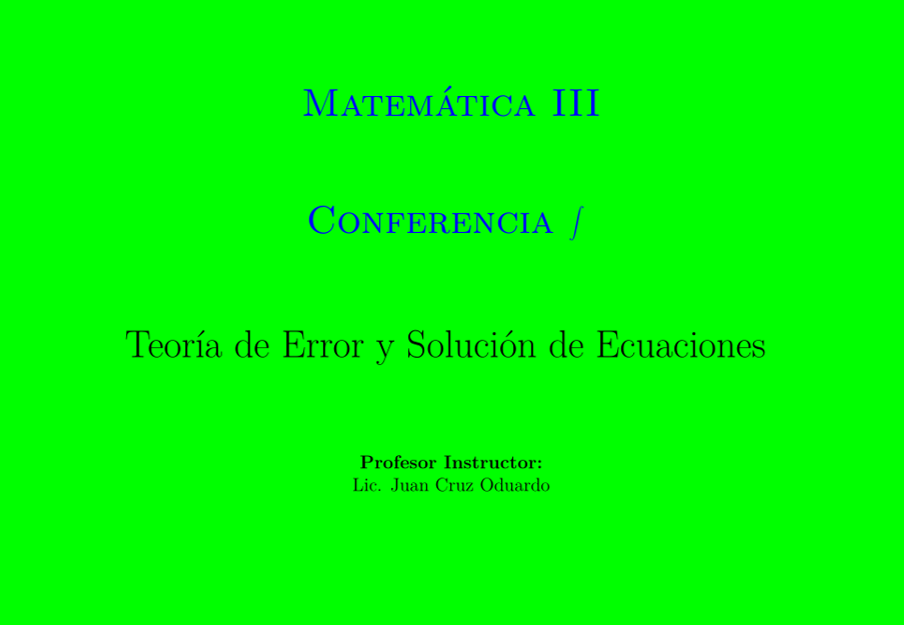 Matemática III
Conferencia ∫
Teoría de Error y Solución de Ecuaciones
Profesor Instructor:
Lic. Juan Cruz Oduardo